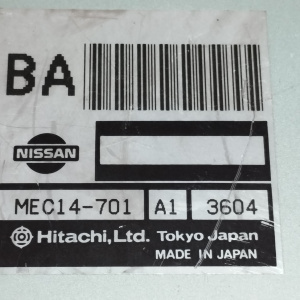 BA
NISSAN
MEC14-701 A1 3604
Hitachi, Ltd. Tokyo Japan
MADE IN JAPAN